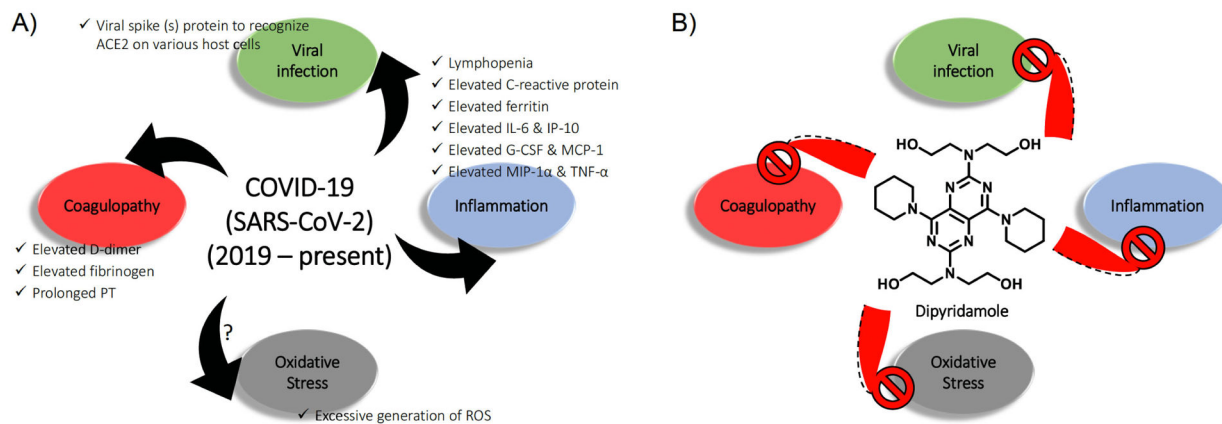 A)
✓ Viral spike (s) protein to recognize
ACE2 on various host cells
Viral
infection
✓ Lymphopenia
✓ Elevated C-reactive protein
✓ Elevated ferritin
✓ Elevated IL-6 & IP-10
✓ Elevated G-CSF & MCP-1
✓ Elevated MIP-1α & TNF-α
Coagulopathy
COVID-19
(SARS-CoV-2)
(2019 – present)
Inflammation
✓ Elevated D-dimer
✓ Elevated fibrinogen
✓ Prolonged PT
?
Oxidative
Stress
✓ Excessive generation of ROS
B)
Viral
infection
HO
OH
N
N
N
Coagulopathy
N
N
Inflammation
N
N
HO
N
OH
Dipyridamole
Oxidative
Stress